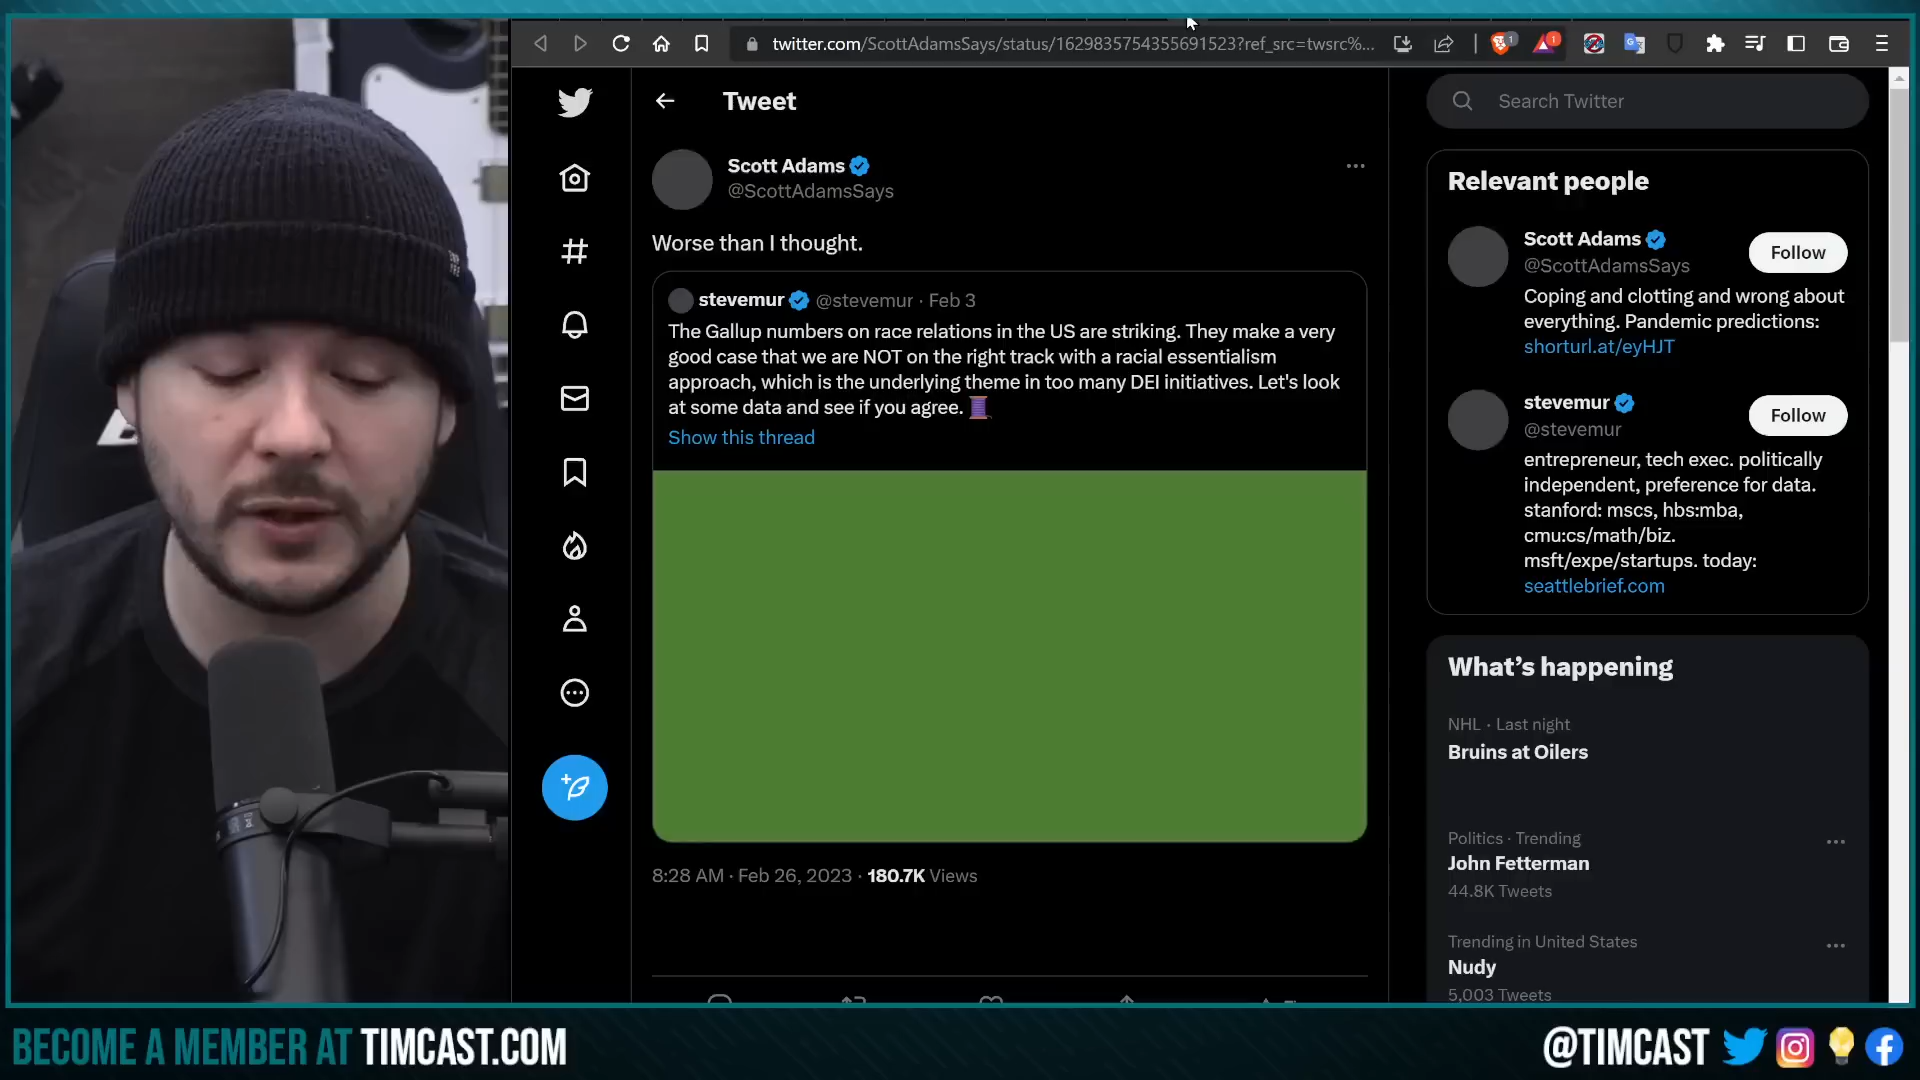 twitter.com/ScottAdamsSays/status/1629835754355691523?ref_src=twsrc%...
1
1
Tweet
Search Twitter
Scott Adams
@ScottAdamsSays
Worse than I thought.
stevemur @stevemur · Feb 3
The Gallup numbers on race relations in the US are striking. They make a very
good case that we are NOT on the right track with a racial essentialism
approach, which is the underlying theme in too many DEI initiatives. Let's look
at some data and see if you agree.
Show this thread
8:28 AM · Feb 26, 2023 · 180.7K Views
Relevant people
Scott Adams
@ScottAdamsSays
Follow
Coping and clotting and wrong about
everything. Pandemic predictions:
shorturl.at/eyHJT
stevemur
@stevemur
Follow
entrepreneur, tech exec. politically
independent, preference for data.
stanford: mscs, hbs:mba,
cmu:cs/math/biz.
msft/expe/startups. today:
seattlebrief.com
What's happening
NHL · Last night
Bruins at Oilers
Politics · Trending
John Fetterman
44.8K Tweets
Trending in United States
Nudy
5,003 Tweets
BECOME A MEMBER AT TIMCAST.COM
@TIMCAST